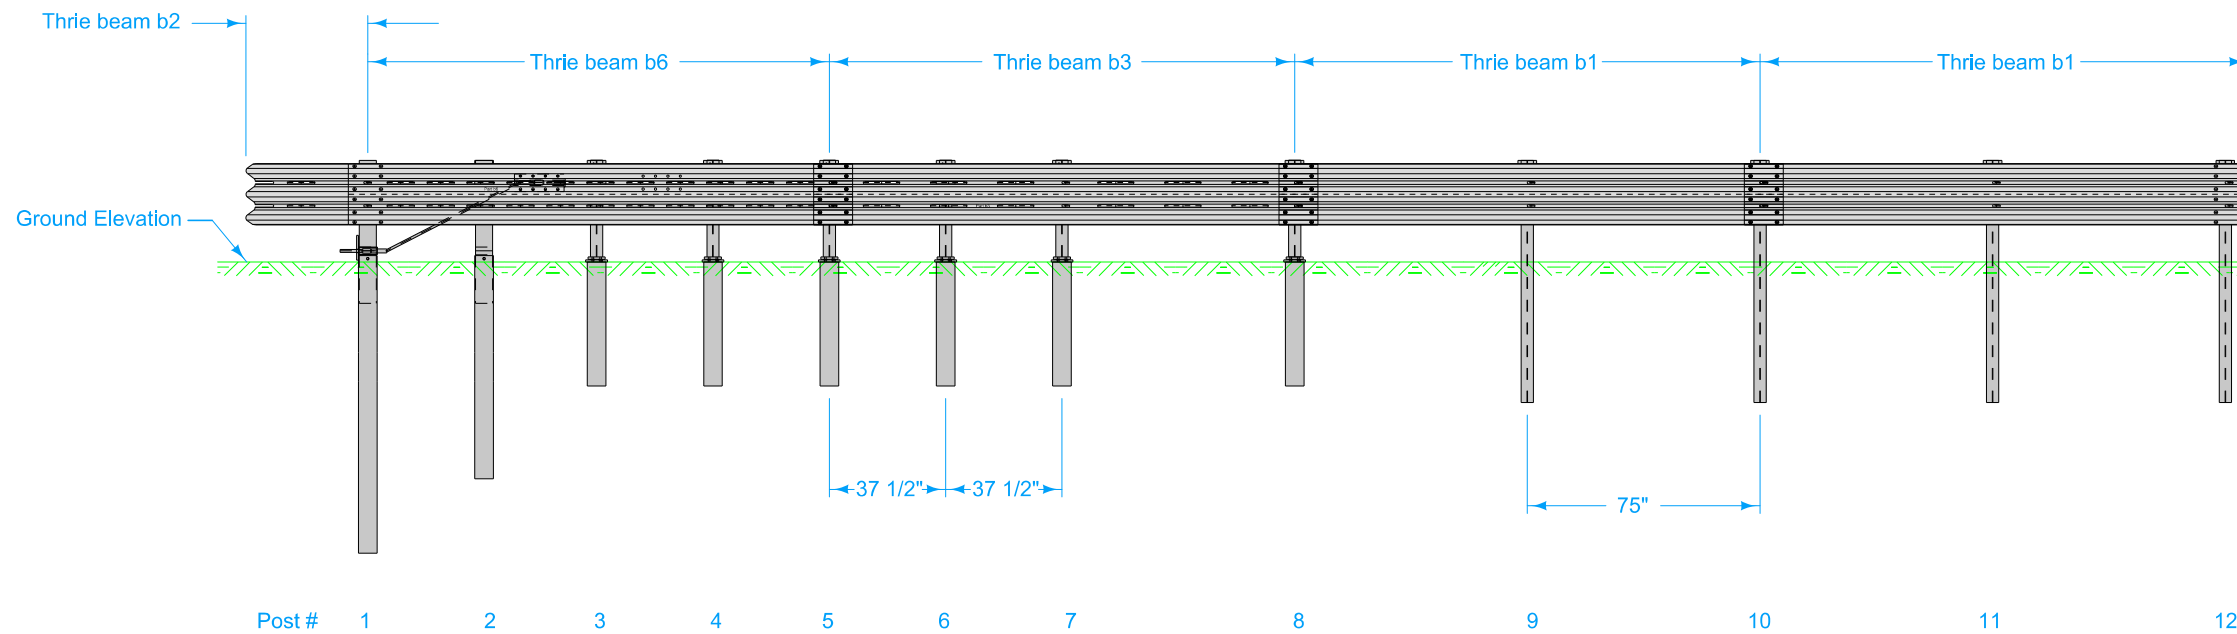 Thrie beam b2
Thrie beam b6 Thrie beam b3 Thrie beam b1 Thrie beam b1
Ground Elevation
37 1/2" 37 1/2" 75"
Post # 1 2 3 4 5 6 7 8 9 10 11 12